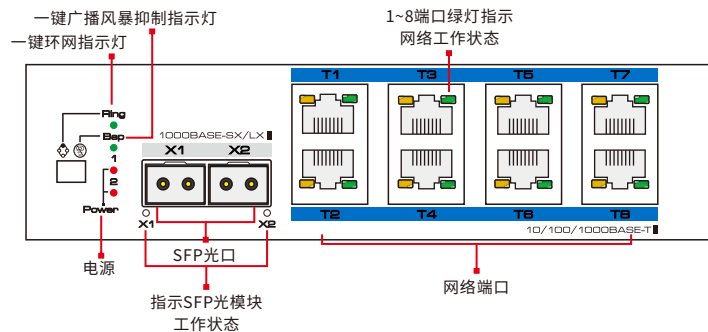 一键广播风暴抑制指示灯
一键环网指示灯
1~8端口绿灯指示
网络工作状态
T1 T3 T5 T7
Ring
Bsp
1
2
Power
1000BASE-SX/LX
X1 X2
X1 X2
T2 T4 T6 T8
10/100/1000BASE-T
SFP光口
电源
网络端口
指示SFP光模块
工作状态